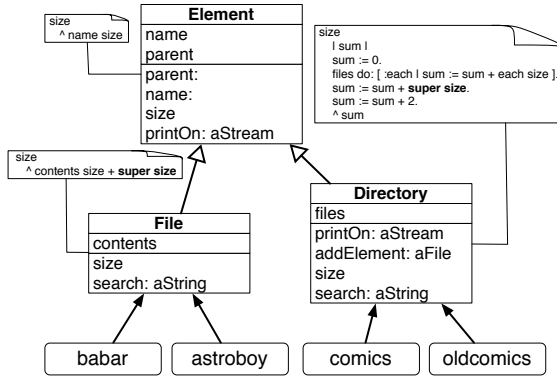 size
^ name size
Element
name
parent
parent:
name:
size
printOn: aStream
size
| sum |
sum := 0.
files do: [ :each | sum := sum + each size ].
sum := sum + super size.
sum := sum + 2.
^ sum
size
^ contents size + super size
File
contents
size
search: aString
Directory
files
printOn: aStream
addElement: aFile
size
search: aString
babar
astroboy
comics
oldcomics